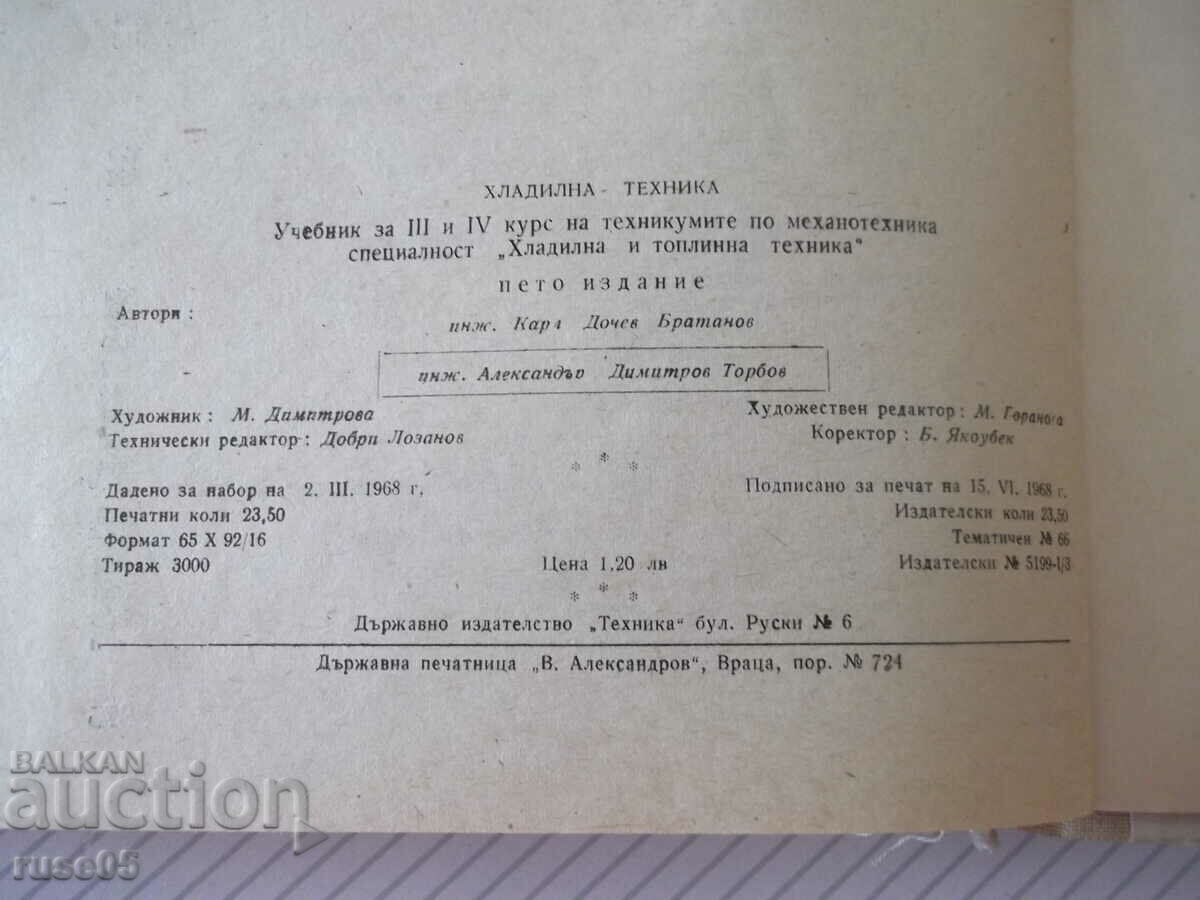 ХЛАДИЛНА - ТЕХНИКА
Учебник за III и IV курс на техникумите по механотехника
специалност „Хладилна и топлинна техника“
пето издание
Автори :
инж. Карл Дочев Братанов
инж. Александър Димитров Торбов
Художник : М. Димитрова
Художествен редактор : М. Горанова
Технически редактор : Добри Лозанов
Коректор : Б. Якоубек
* * *
Дадено за набор на 2. III. 1968 г.
Подписано за печат на 15. VI. 1968 г.
Печатни коли 23,50
Издателски коли 23,50
Формат 65 X 92/16
Тематичен № 66
Тираж 3000
Цена 1,20 лв
Издателски № 5199-1/3
* * *
Държавно издателство „Техника“ бул. Руски № 6
Държавна печатница „В. Александров“, Враца, пор. № 724
BALKAN
auction
ruse05